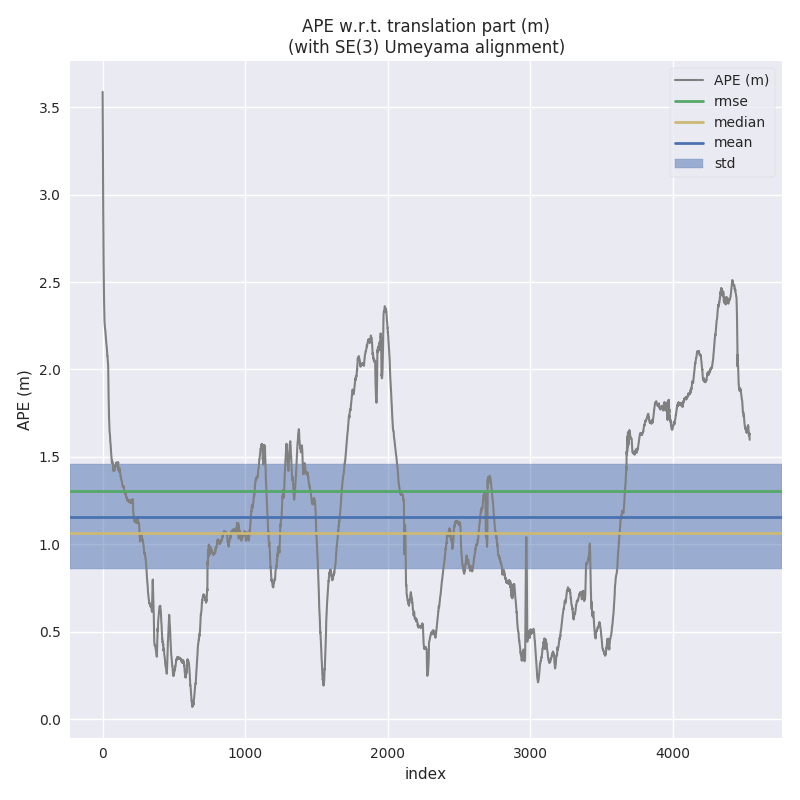 APE w.r.t. translation part (m)
(with SE(3) Umeyama alignment)
APE (m)
rmse
median
mean
std
3.5
3.0
2.5
2.0
1.5
1.0
0.5
0.0
APE (m)
0 1000 2000 3000 4000
index